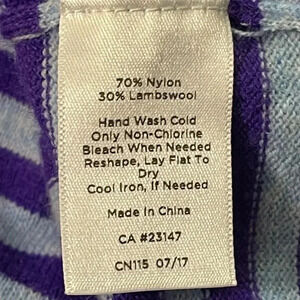 70% Nylon
30% Lambswool
Hand Wash Cold
Only Non-Chlorine
Bleach When Needed
Reshape, Lay Flat To
Dry
Cool Iron, If Needed
Made In China
CA #23147
CN115 07/17